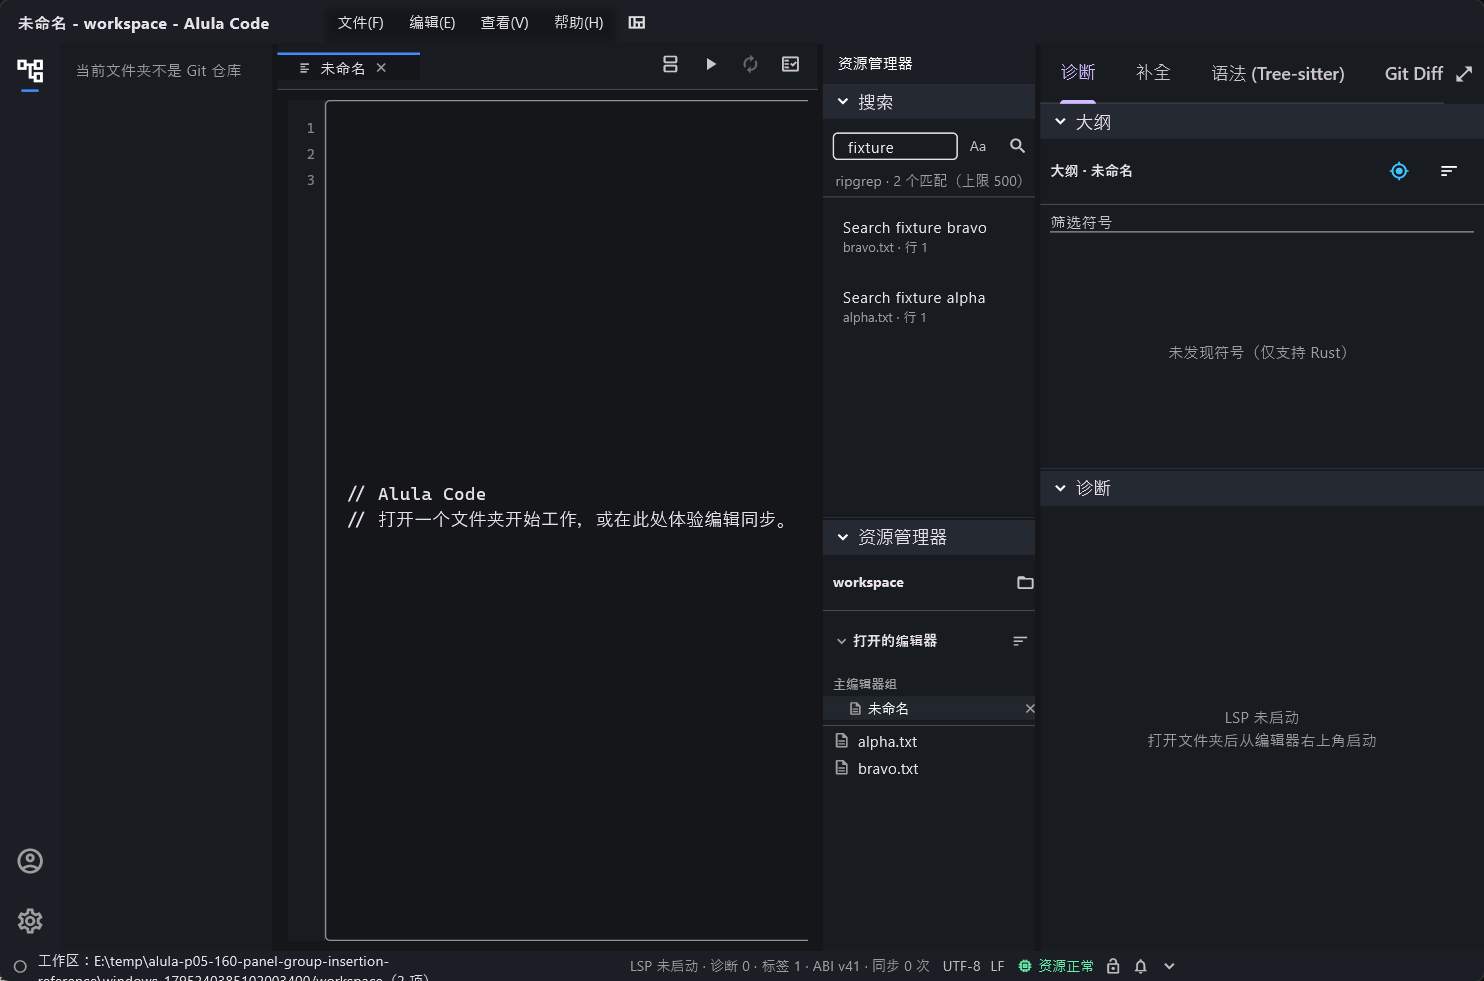 未命名 - workspace - Alula Code
文件(F) 编辑(E) 查看(V) 帮助(H)
当前文件夹不是 Git 仓库
未命名
1
2
3
// Alula Code
// 打开一个文件夹开始工作, 或在此处体验编辑同步。
资源管理器
搜索
fixture Aa
ripgrep · 2 个匹配（上限 500）
Search fixture bravo
bravo.txt · 行 1
Search fixture alpha
alpha.txt · 行 1
资源管理器
workspace
打开的编辑器
主编辑器组
未命名
alpha.txt
bravo.txt
诊断 补全 语法 (Tree-sitter) Git Diff
大纲
大纲 · 未命名
筛选符号
未发现符号（仅支持 Rust）
诊断
LSP 未启动
打开文件夹后从编辑器右上角启动
工作区：E:\temp\alula-p05-160-panel-group-insertion-
reference\windows-1795240385102003400/workspace（2 项）
LSP 未启动 · 诊断 0 · 标签 1 · ABI v41 · 同步 0 次 UTF-8 LF 资源正常